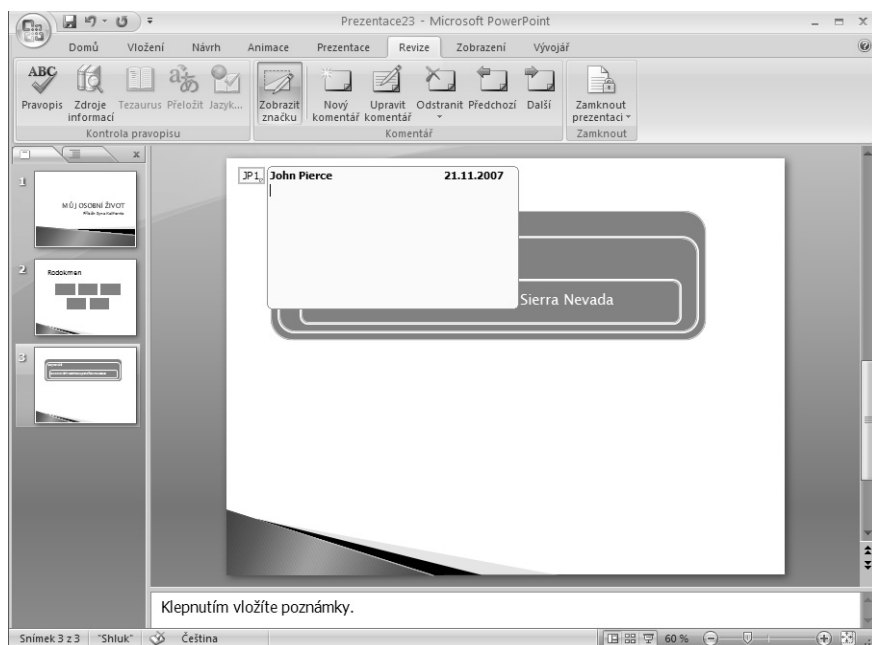 Prezentace23 - Microsoft PowerPoint
Domů Vložení Návrh Animace Prezentace Revize Zobrazení Vývojář
ABC
Pravopis Zdroje informací Tezaurus Přeložit Jazyk...
Zobrazit značku
Nový komentář Upravit komentář Odstranit Předchozí Další
Zamknout prezentaci
Kontrola pravopisu Komentář Zamknout
1
MŮJ OSOBNÍ ŽIVOT
2
Rodokmen
3
JP1 John Pierce 21.11.2007
Sierra Nevada
Klepnutím vložíte poznámky.
Snímek 3 z 3 "Shluk" Čeština 60 %